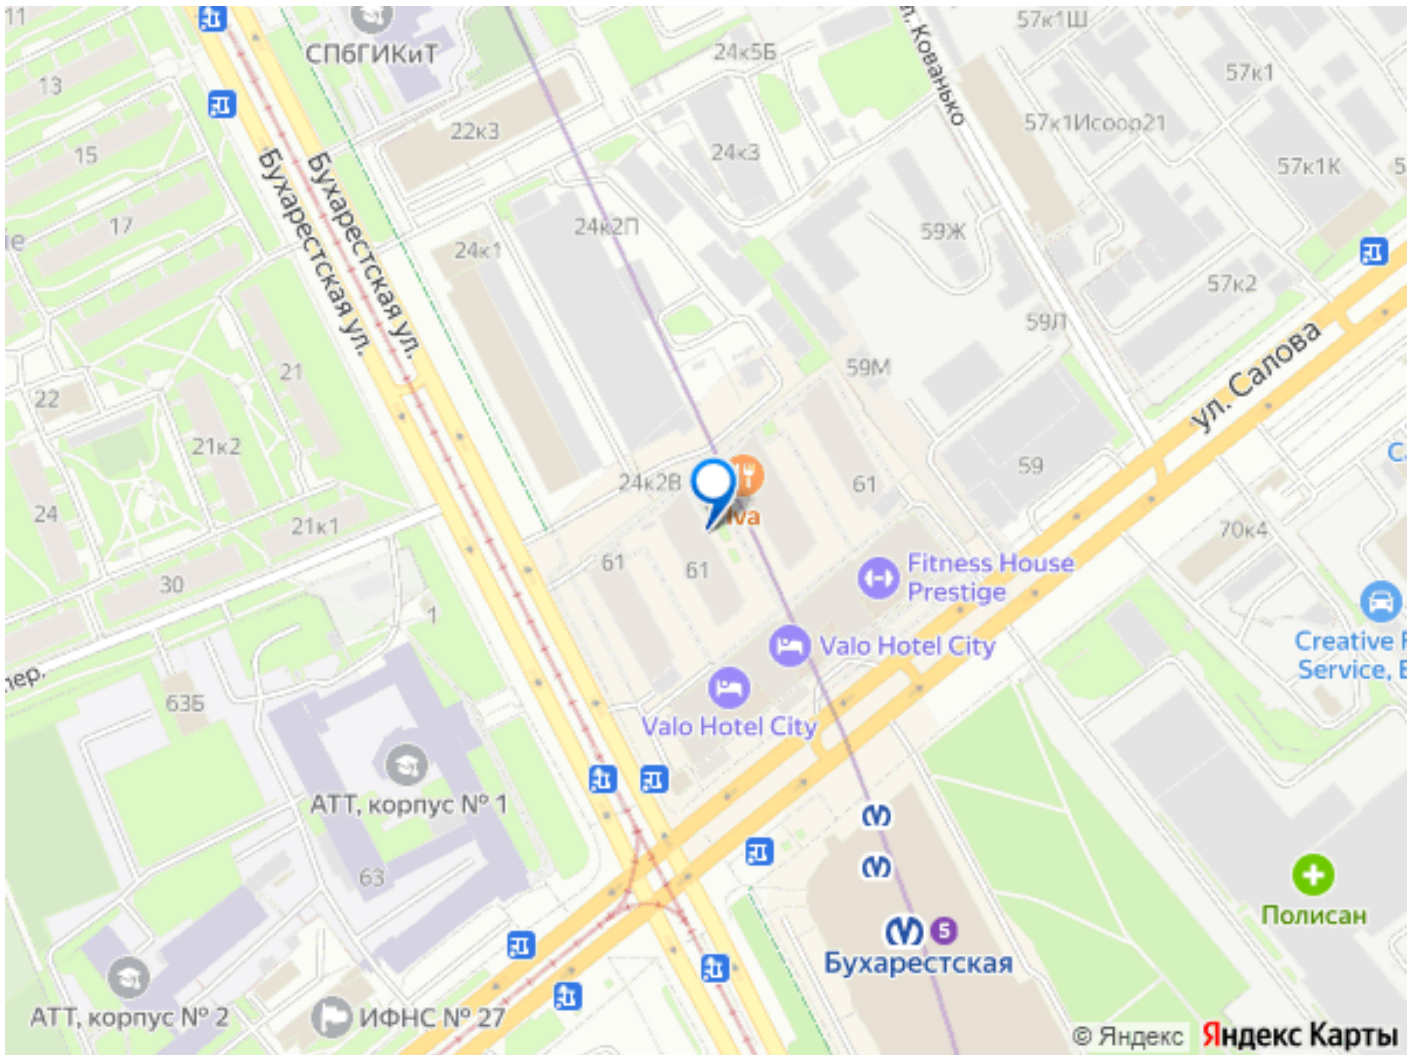 11
СПбГИКиТ
24к5Б
57к1Ш
57к1
13
ул. Кованько
22к3
57к1Исоор21
15
24к3
57к1К
Бухарестская ул.
Бухарестская ул.
17
24к2П
59Ж
24к1
57к2
59Л
ул. Салова
21
59М
22
21к2
59
24к2В
61
24
21к1
70к4
61
61
30
Fitness House
Prestige
1
Valo Hotel City
Creative
Service,
пер.
63Б
Valo Hotel City
АТТ, корпус № 1
63
Полисан
5
Бухарестская
АТТ, корпус № 2
ИФНС № 27
© Яндекс
Яндекс Карты